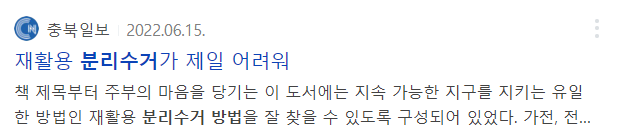 충북일보 2022.06.15.
재활용 분리수거가 제일 어려워
책 제목부터 주부의 마음을 당기는 이 도서에는 지속 가능한 지구를 지키는 유일
한 방법인 재활용 분리수거 방법을 잘 찾을 수 있도록 구성되어 있었다. 가전, 전...